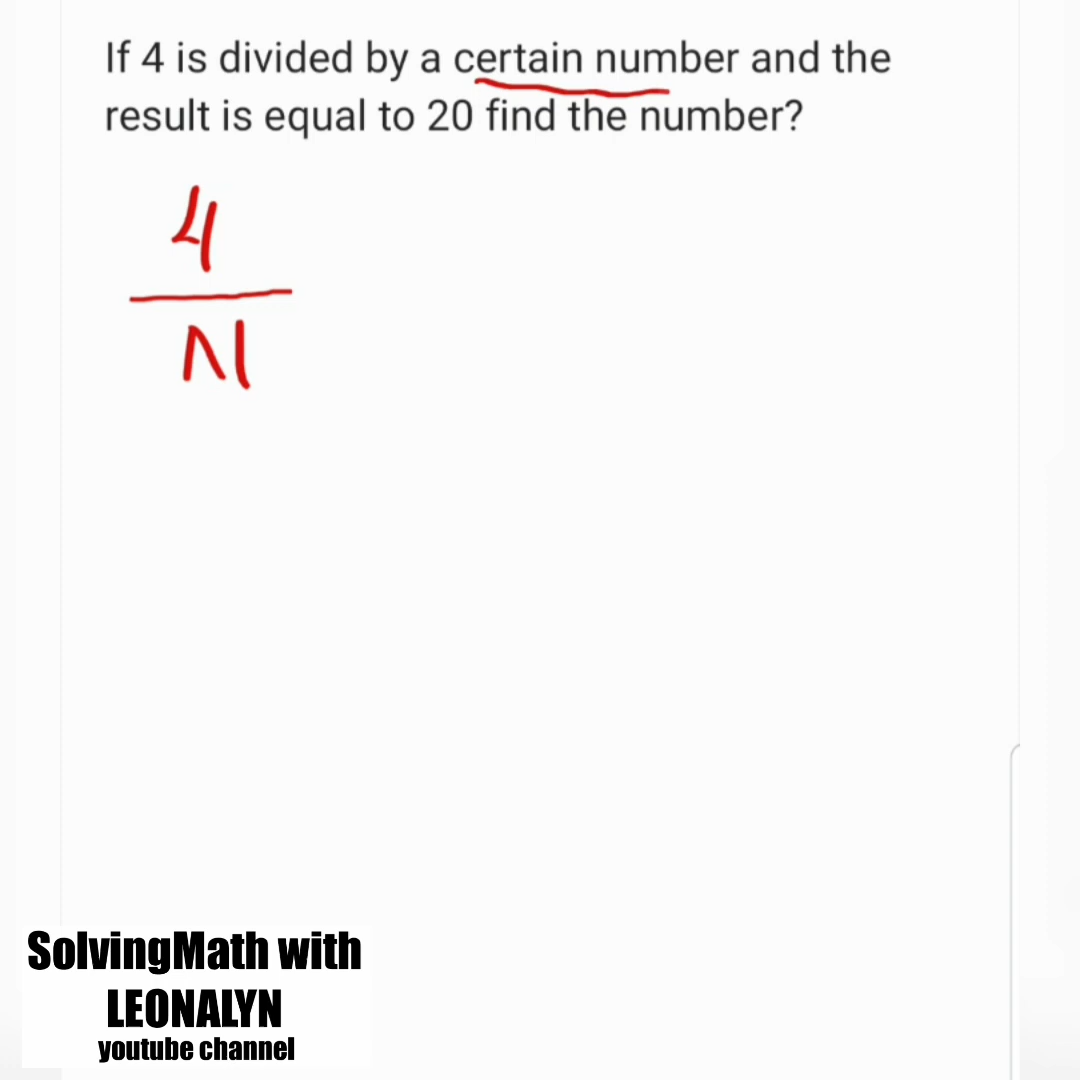 If 4 is divided by a certain number and the
result is equal to 20 find the number?
4
N
SolvingMath with
LEONALYN
youtube channel